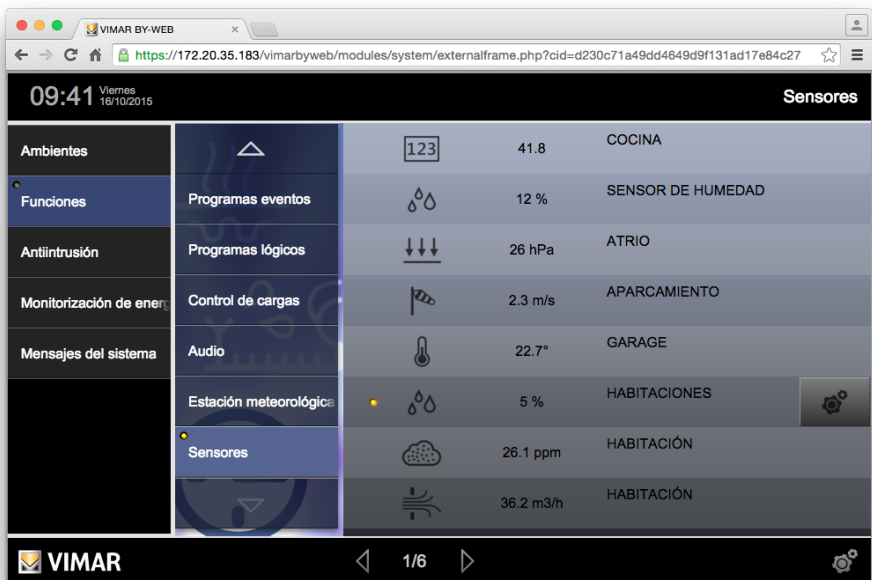 VIMAR BY-WEB
https://172.20.35.183/vimarbyweb/modules/system/externalframe.php?cid=d230c71a49dd4649d9f131ad17e84c27
09:41 Viernes
16/10/2015
Sensores
Ambientes
Funciones
Antiintrusión
Monitorización de energ
Mensajes del sistema
Programas eventos
Programas lógicos
Control de cargas
Audio
Estación meteorológica
Sensores
123 41.8 COCINA
12 % SENSOR DE HUMEDAD
26 hPa ATRIO
2.3 m/s APARCAMIENTO
22.7° GARAGE
5 % HABITACIONES
26.1 ppm HABITACIÓN
36.2 m3/h HABITACIÓN
VIMAR
1/6